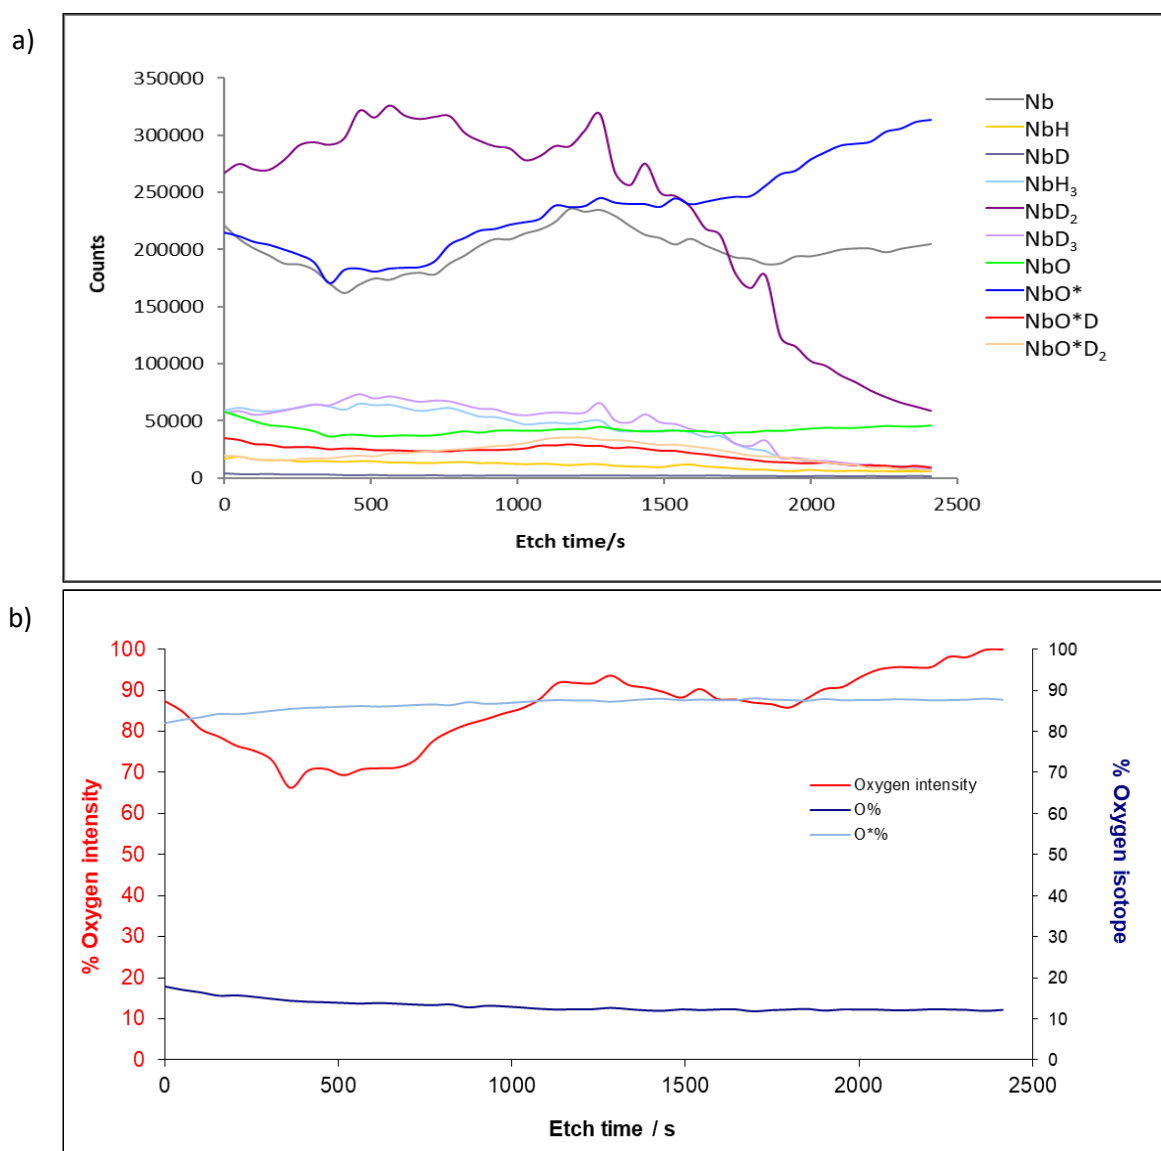 a)
350000
300000
250000
200000
150000
100000
50000
0
Counts
0 500 1000 1500 2000 2500
Etch time/s
Nb
NbH
NbD
NbH₃
NbD₂
NbD₃
NbO
NbO*
NbO*D
NbO*D₂
b)
100
90
80
70
60
50
40
30
20
10
0
% Oxygen intensity
Oxygen intensity
O%
O*%
100
90
80
70
60
50
40
30
20
10
0
% Oxygen isotope
0 500 1000 1500 2000 2500
Etch time / s